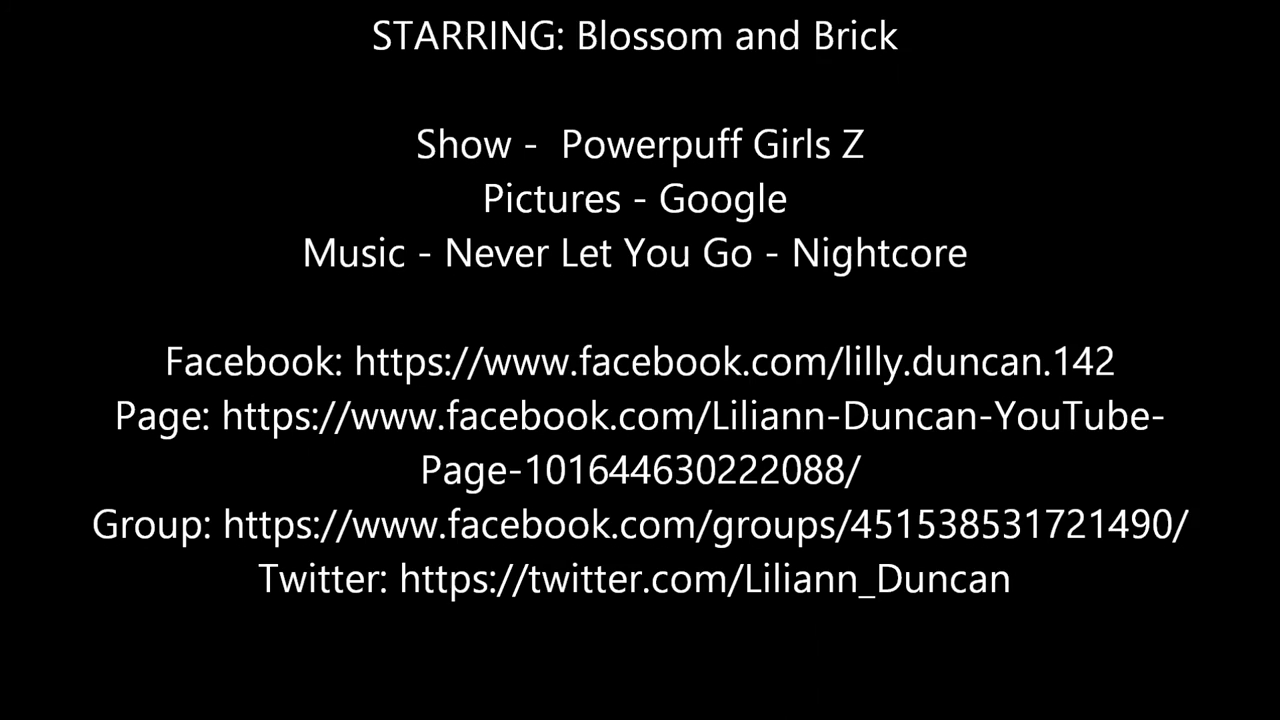 STARRING: Blossom and Brick
Show -  Powerpuff Girls Z
Pictures - Google
Music - Never Let You Go - Nightcore
Facebook: https://www.facebook.com/lilly.duncan.142
Page: https://www.facebook.com/Liliann-Duncan-YouTube-
Page-101644630222088/
Group: https://www.facebook.com/groups/451538531721490/
Twitter: https://twitter.com/Liliann_Duncan